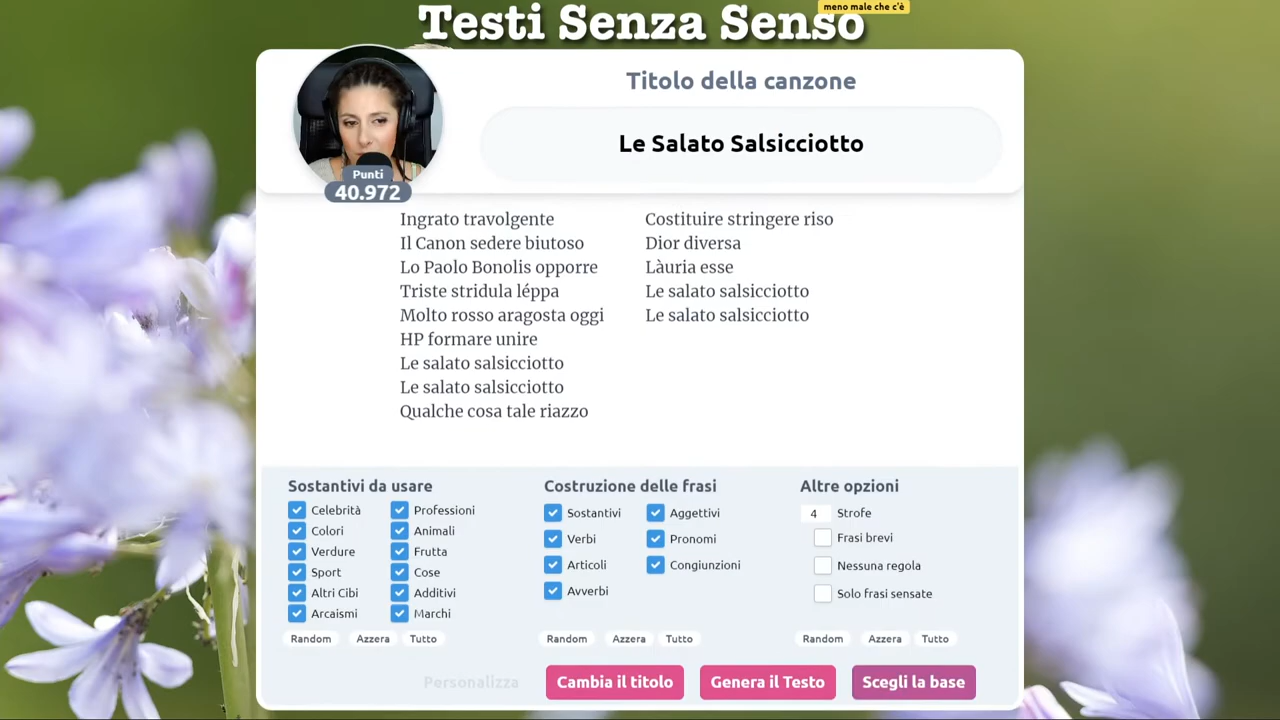 meno male che c'è
Testi Senza Senso
Titolo della canzone
Le Salato Salsicciotto
Punti
40.972
Ingrato travolgente
Il Canon sedere biutoso
Lo Paolo Bonolis opporre
Triste stridula léppa
Molto rosso aragosta oggi
HP formare unire
Le salato salsicciotto
Le salato salsicciotto
Qualche cosa tale riazzo
Costituire stringere riso
Dior diversa
Làuria esse
Le salato salsicciotto
Le salato salsicciotto
Sostantivi da usare
Celebrità Professioni
Colori Animali
Verdure Frutta
Sport Cose
Altri Cibi Additivi
Arcaismi Marchi
Random Azzera Tutto
Costruzione delle frasi
Sostantivi Aggettivi
Verbi Pronomi
Articoli Congiunzioni
Avverbi
Random Azzera Tutto
Altre opzioni
4 Strofe
Frasi brevi
Nessuna regola
Solo frasi sensate
Random Azzera Tutto
Personalizza Cambia il titolo Genera il Testo Scegli la base